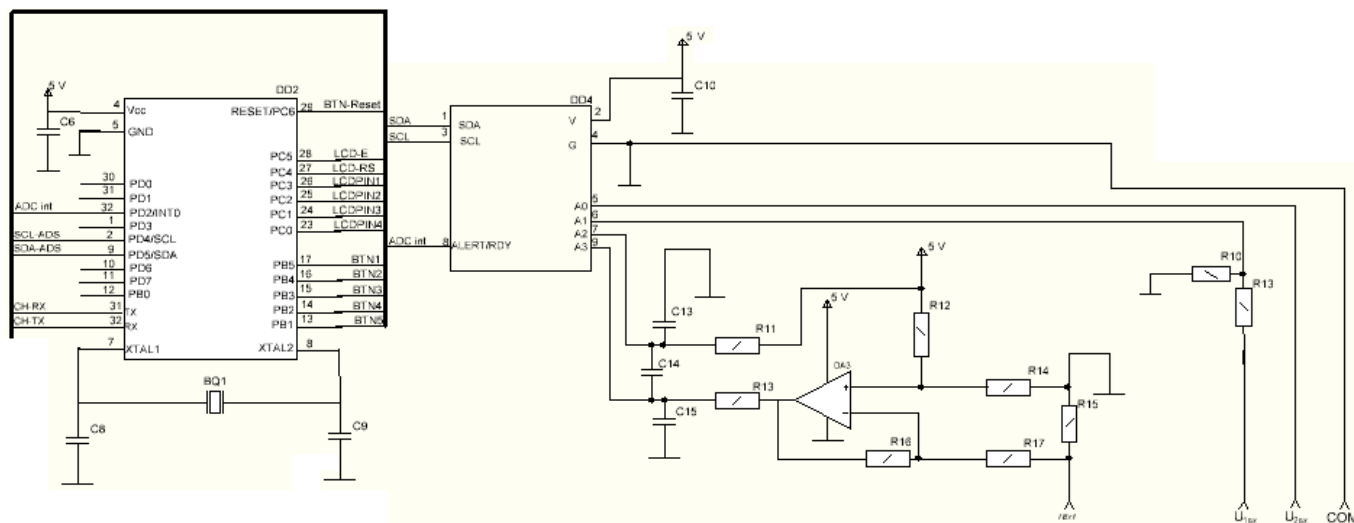 5 V
C6
DD2
4 Vcc
5 GND
RESET/PC6 29 BTN-Reset
PC5 28 LCD-E
PC4 27 LCD-RS
PC3 26 LCDPIN1
PC2 25 LCDPIN2
PC1 24 LCDPIN3
PC0 23 LCDPIN4
30 PD0
31 PD1
ADC int 32 PD2/INT0
1 PD3
SCL-ADS 2 PD4/SCL
SDA-ADS 9 PD5/SDA
10 PD6
11 PD7
12 PB0
CH-RX 31 TX
CH-TX 32 RX
PB5 17 BTN1
PB4 16 BTN2
PB3 15 BTN3
PB2 14 BTN4
PB1 13 BTN5
7 XTAL1
XTAL2 8
BQ1
C8
C9
5 V
C10
DD4
SDA 1 SDA
SCL 3 SCL
ADC int 8 ALERT/RDY
V 2
G 4
A0 5
A1 6
A2 7
A3 9
C13
C14
C15
R11
R13
5 V
5 V
R12
DA3
+
−
R14
R15
R16
R17
R10
R13
U1вх
U2вх
COM